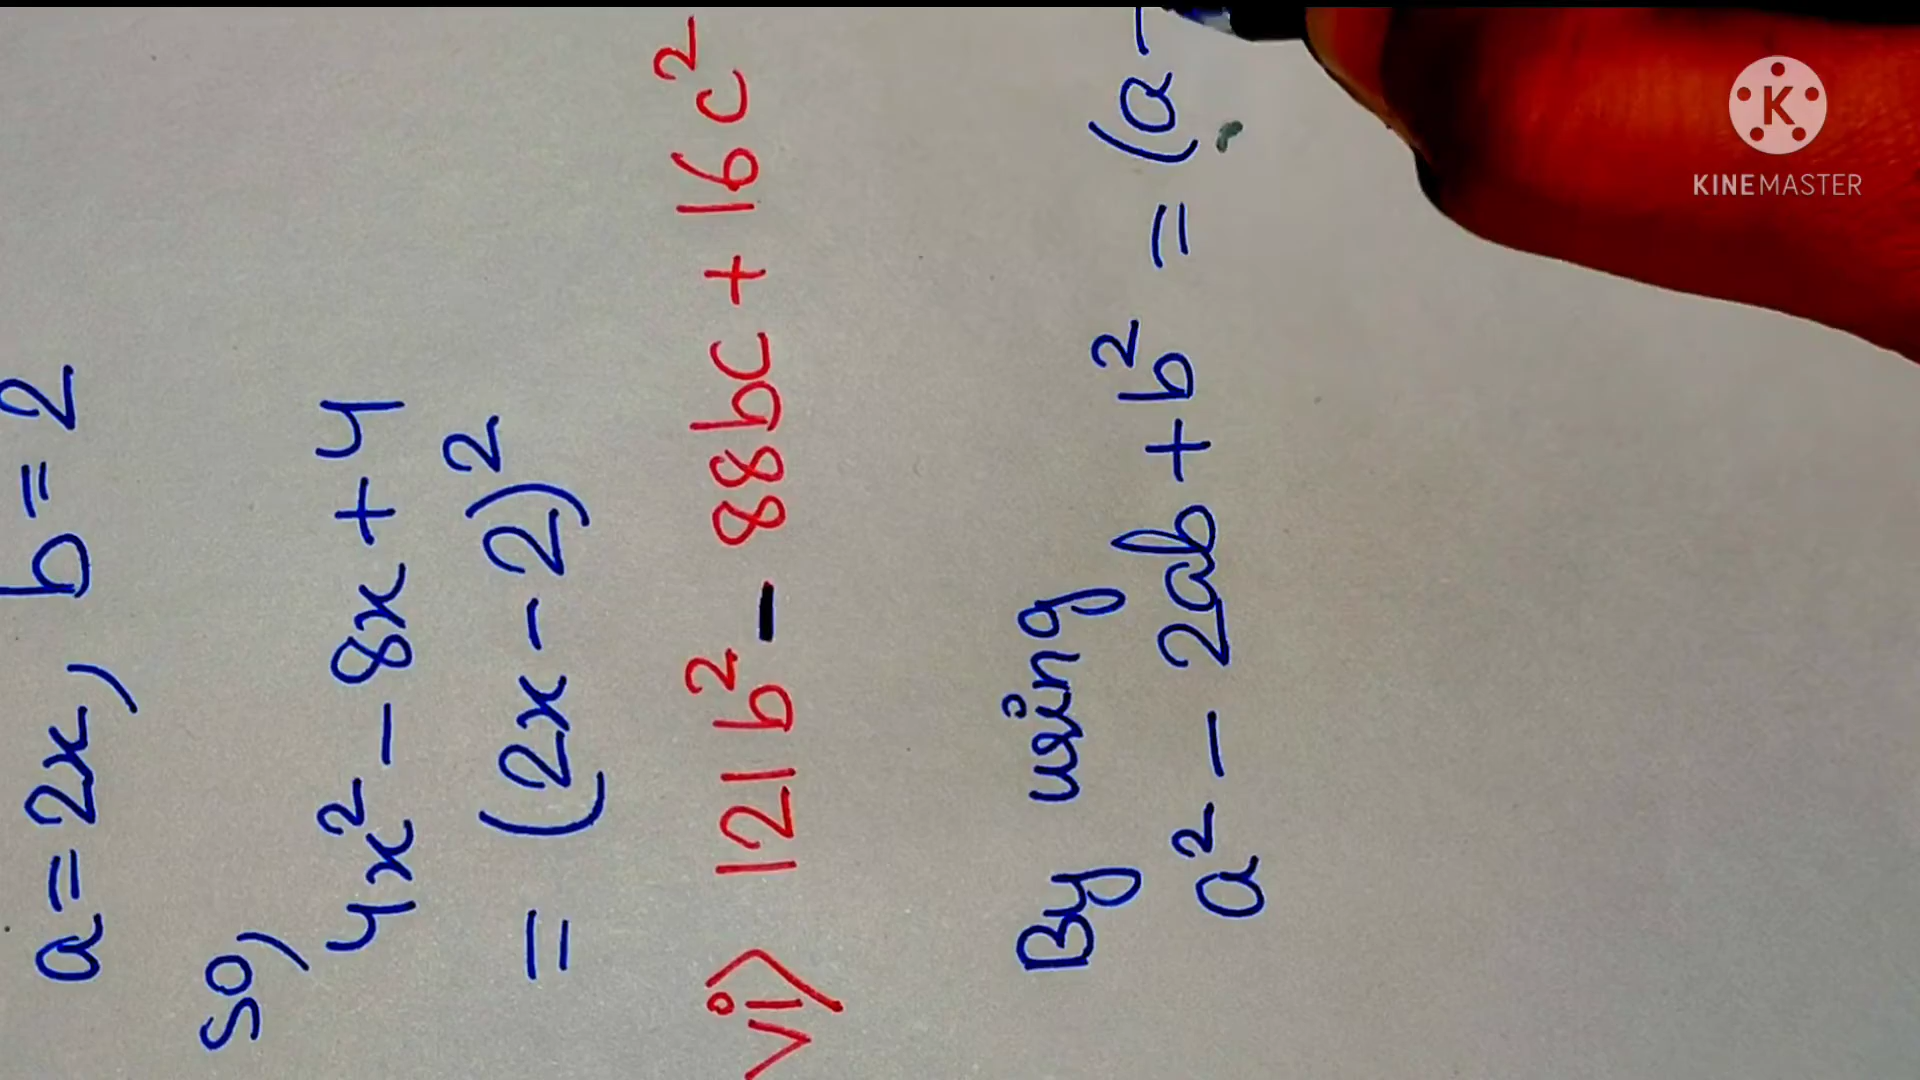 a=2x, b=2
so,
4x²-8x+4
= (2x-2)²
vi) 121b²-88bc+16c²
By using
a²-2ab+b² = (a-
KINEMASTER